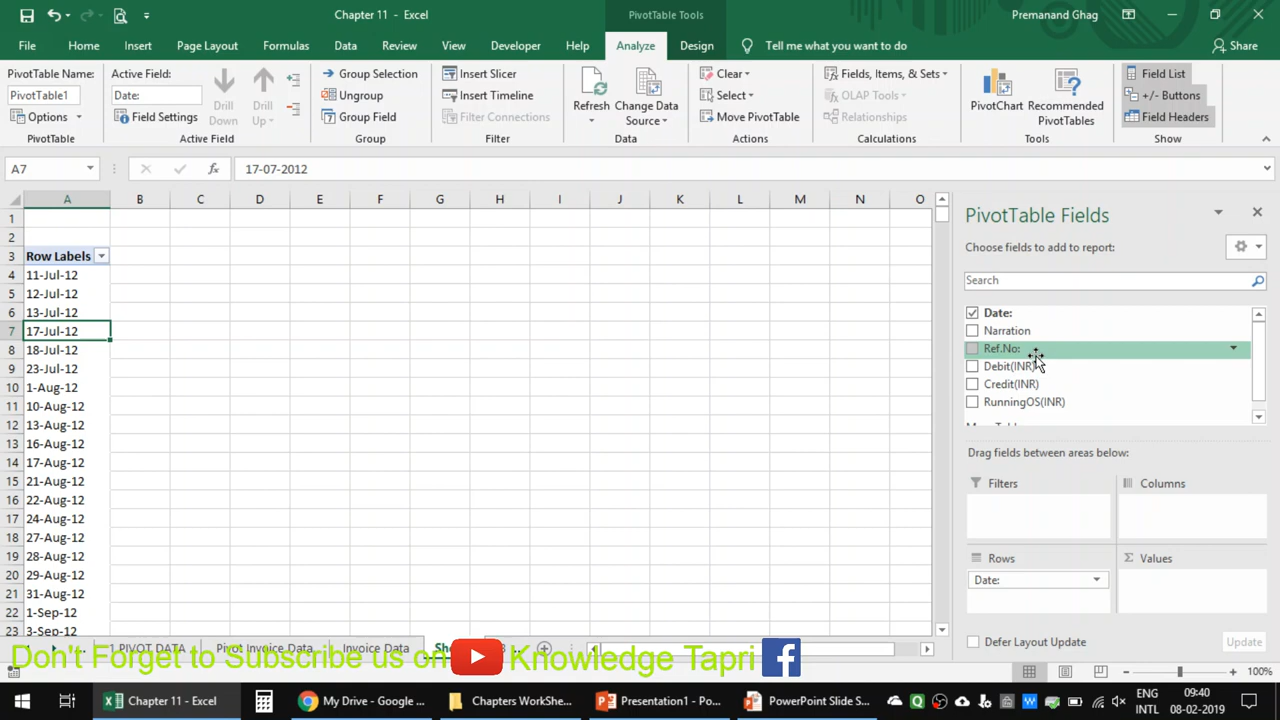 Chapter 11 - Excel
PivotTable Tools
Premanand Ghag
File Home Insert Page Layout Formulas Data Review View Developer Help Analyze Design Tell me what you want to do Share
PivotTable Name:
PivotTable1
Options
PivotTable
Active Field:
Date:
Field Settings
Drill Down
Drill Up
Active Field
Group Selection
Ungroup
Group Field
Group
Insert Slicer
Insert Timeline
Filter Connections
Filter
Refresh
Change Data Source
Data
Clear
Select
Move PivotTable
Actions
Fields, Items, & Sets
OLAP Tools
Relationships
Calculations
PivotChart
Recommended PivotTables
Tools
Field List
+/- Buttons
Field Headers
Show
A7 fx 17-07-2012
A B C D E F G H I J K L M N O
1
2
3 Row Labels
4 11-Jul-12
5 12-Jul-12
6 13-Jul-12
7 17-Jul-12
8 18-Jul-12
9 23-Jul-12
10 1-Aug-12
11 10-Aug-12
12 13-Aug-12
13 16-Aug-12
14 17-Aug-12
15 21-Aug-12
16 22-Aug-12
17 24-Aug-12
18 27-Aug-12
19 28-Aug-12
20 29-Aug-12
21 31-Aug-12
22 1-Sep-12
23 3-Sep-12
PivotTable Fields
Choose fields to add to report:
Search
Date:
Narration
Ref.No:
Debit(INR)
Credit(INR)
RunningOS(INR)
Drag fields between areas below:
Filters
Columns
Rows
Values
Date:
Defer Layout Update
Update
... PIVOT DATA Pivot Invoice Data Invoice Data
Don't Forget to Subscribe us on Knowledge Tapri f
100%
Chapter 11 - Excel
My Drive - Google ...
Chapters WorkShe...
Presentation1 - Po...
PowerPoint Slide S...
ENG
INTL
09:40
08-02-2019